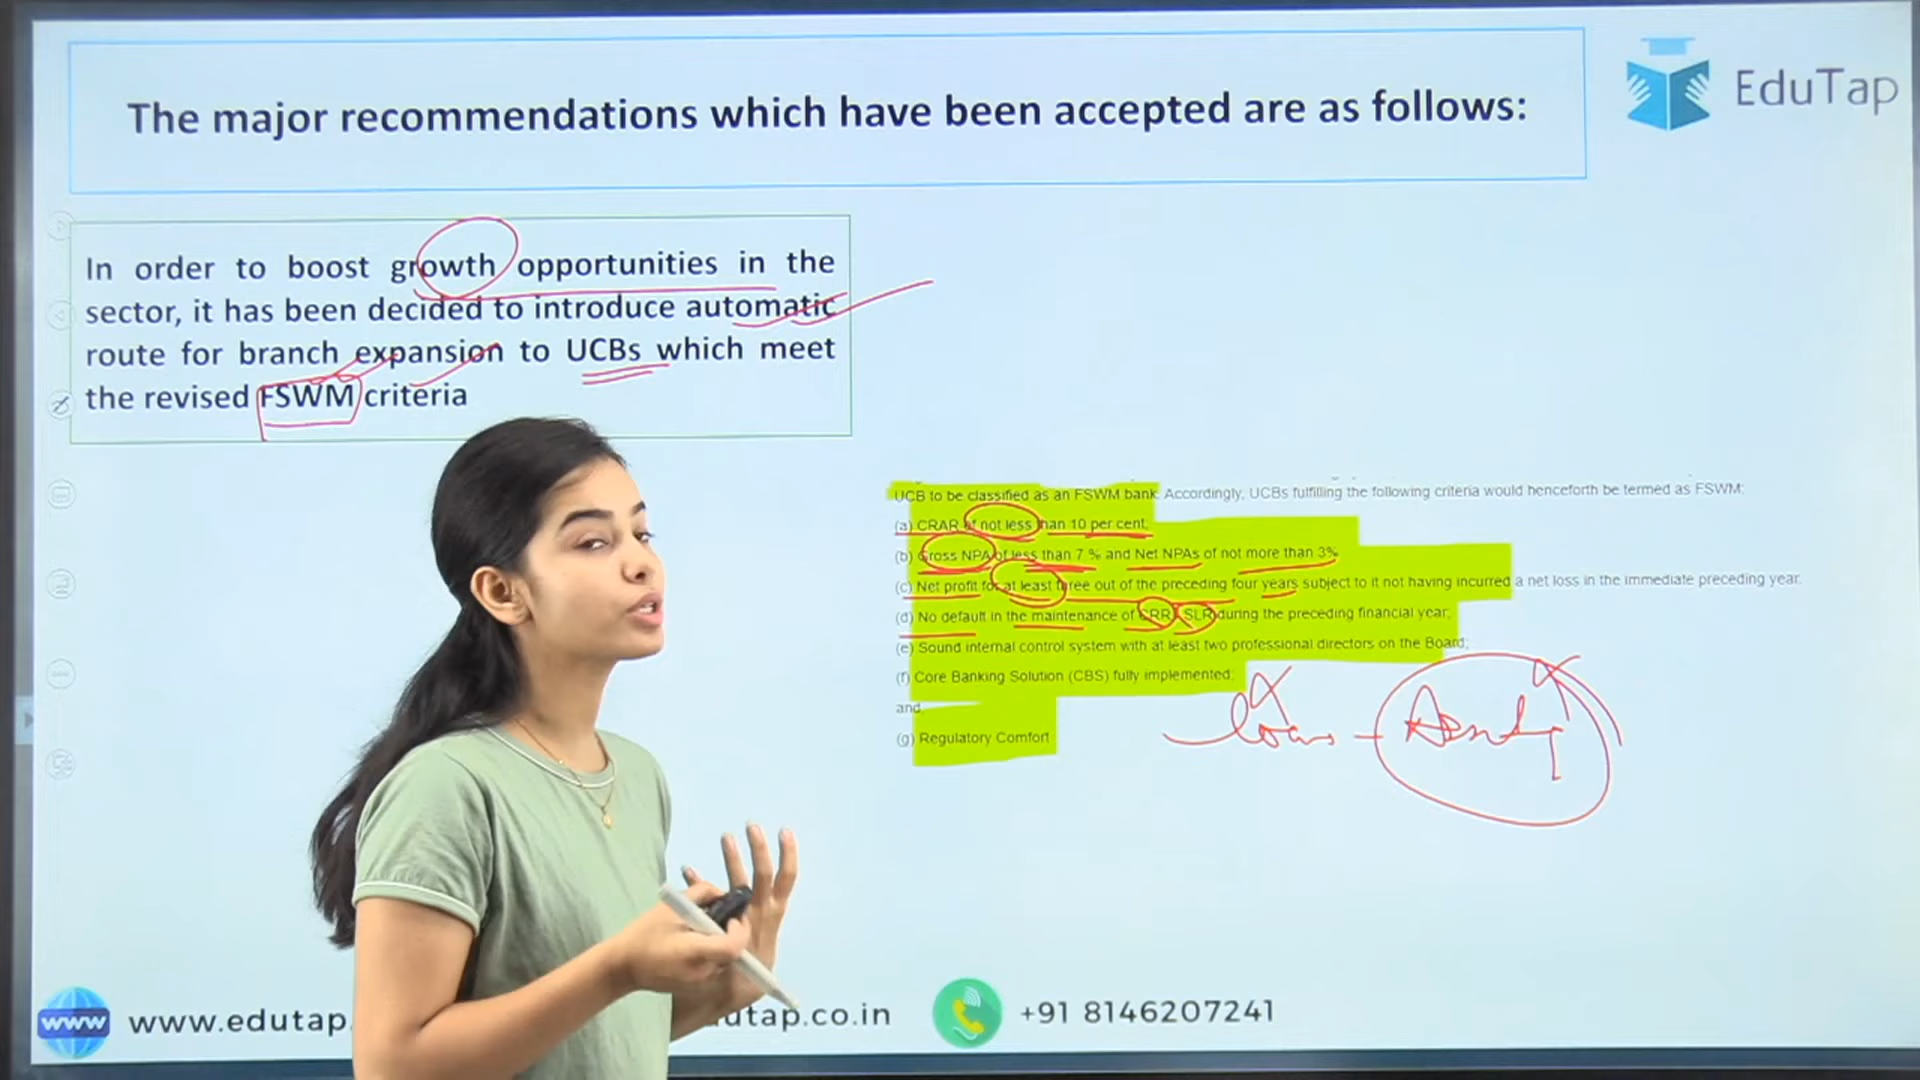 The major recommendations which have been accepted are as follows:
EduTap
In order to boost growth opportunities in the
sector, it has been decided to introduce automatic
route for branch expansion to UCBs which meet
the revised FSWM criteria
UCB to be classified as an FSWM bank. Accordingly, UCBs fulfilling the following criteria would henceforth be termed as FSWM:
(a) CRAR of not less than 10 per cent;
(b) Gross NPA of less than 7 % and Net NPAs of not more than 3%
(c) Net profit for at least three out of the preceding four years subject to it not having incurred a net loss in the immediate preceding year.
(d) No default in the maintenance of CRR / SLR during the preceding financial year;
(e) Sound internal control system with at least two professional directors on the Board;
(f) Core Banking Solution (CBS) fully implemented;
and
(g) Regulatory Comfort
loans -
www www.edutap. utap.co.in +91 8146207241